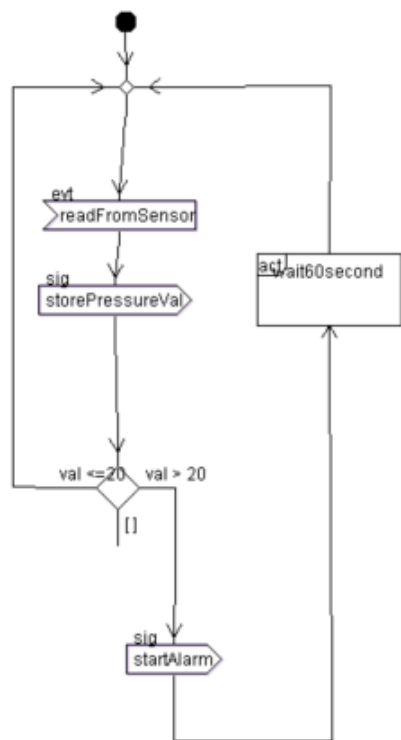 evt
readFromSensor
sig
storePressureVal
act
wait60second
val <=20
val > 20
[ ]
sig
startAlarm